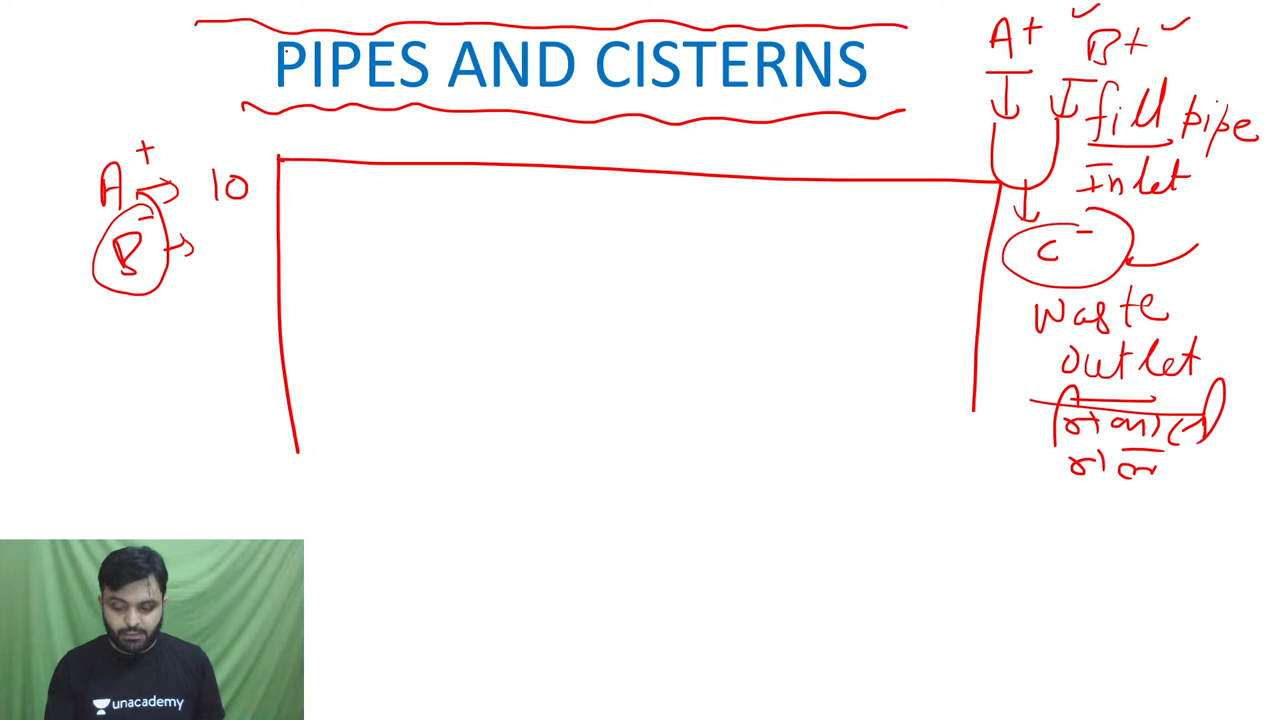 PIPES AND CISTERNS
A+ B+
fill pipe
Inlet
A+ → 10
B- →
C-
Waste
outlet
unacademy